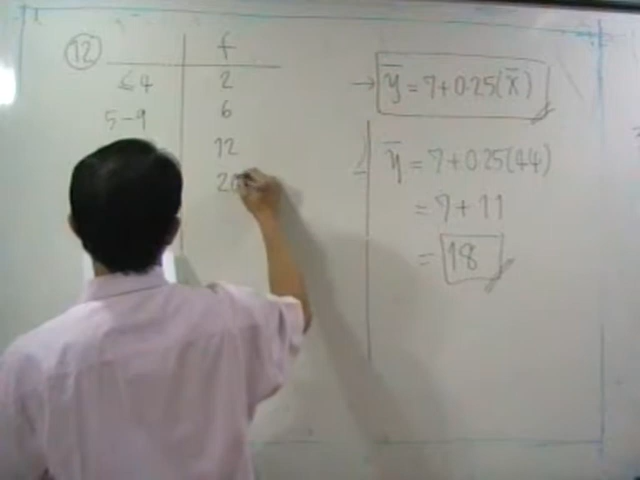 12
f
≤4 2
5-9 6
12
20
→ y̅ = 7+0.25(x̅)
y̅ = 7+0.25(44)
= 7+11
= 18